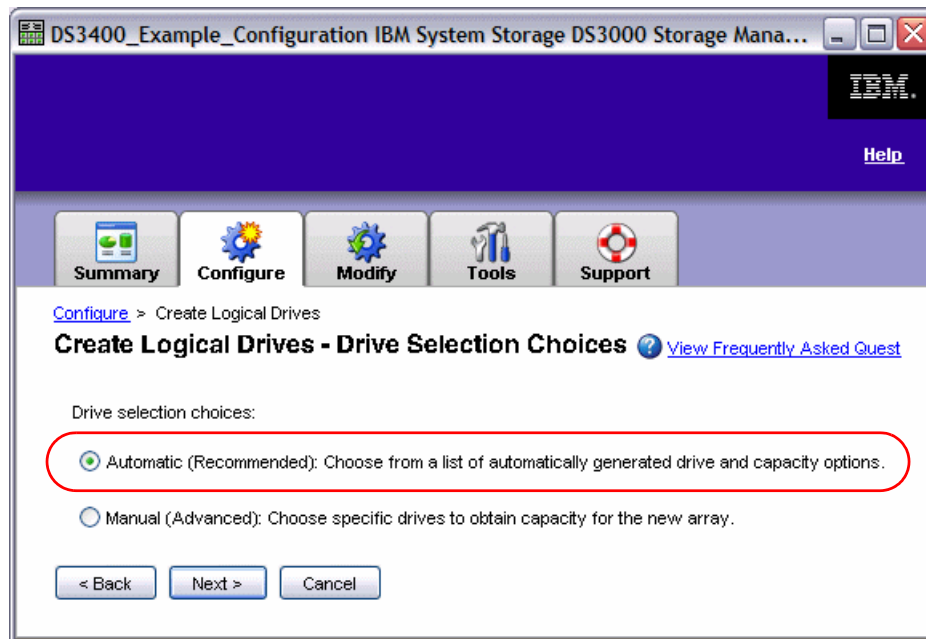 DS3400_Example_Configuration IBM System Storage DS3000 Storage Mana...
IBM.
Help
Summary Configure Modify Tools Support
Configure > Create Logical Drives
Create Logical Drives - Drive Selection Choices ? View Frequently Asked Quest
Drive selection choices:
Automatic (Recommended): Choose from a list of automatically generated drive and capacity options.
Manual (Advanced): Choose specific drives to obtain capacity for the new array.
< Back Next > Cancel